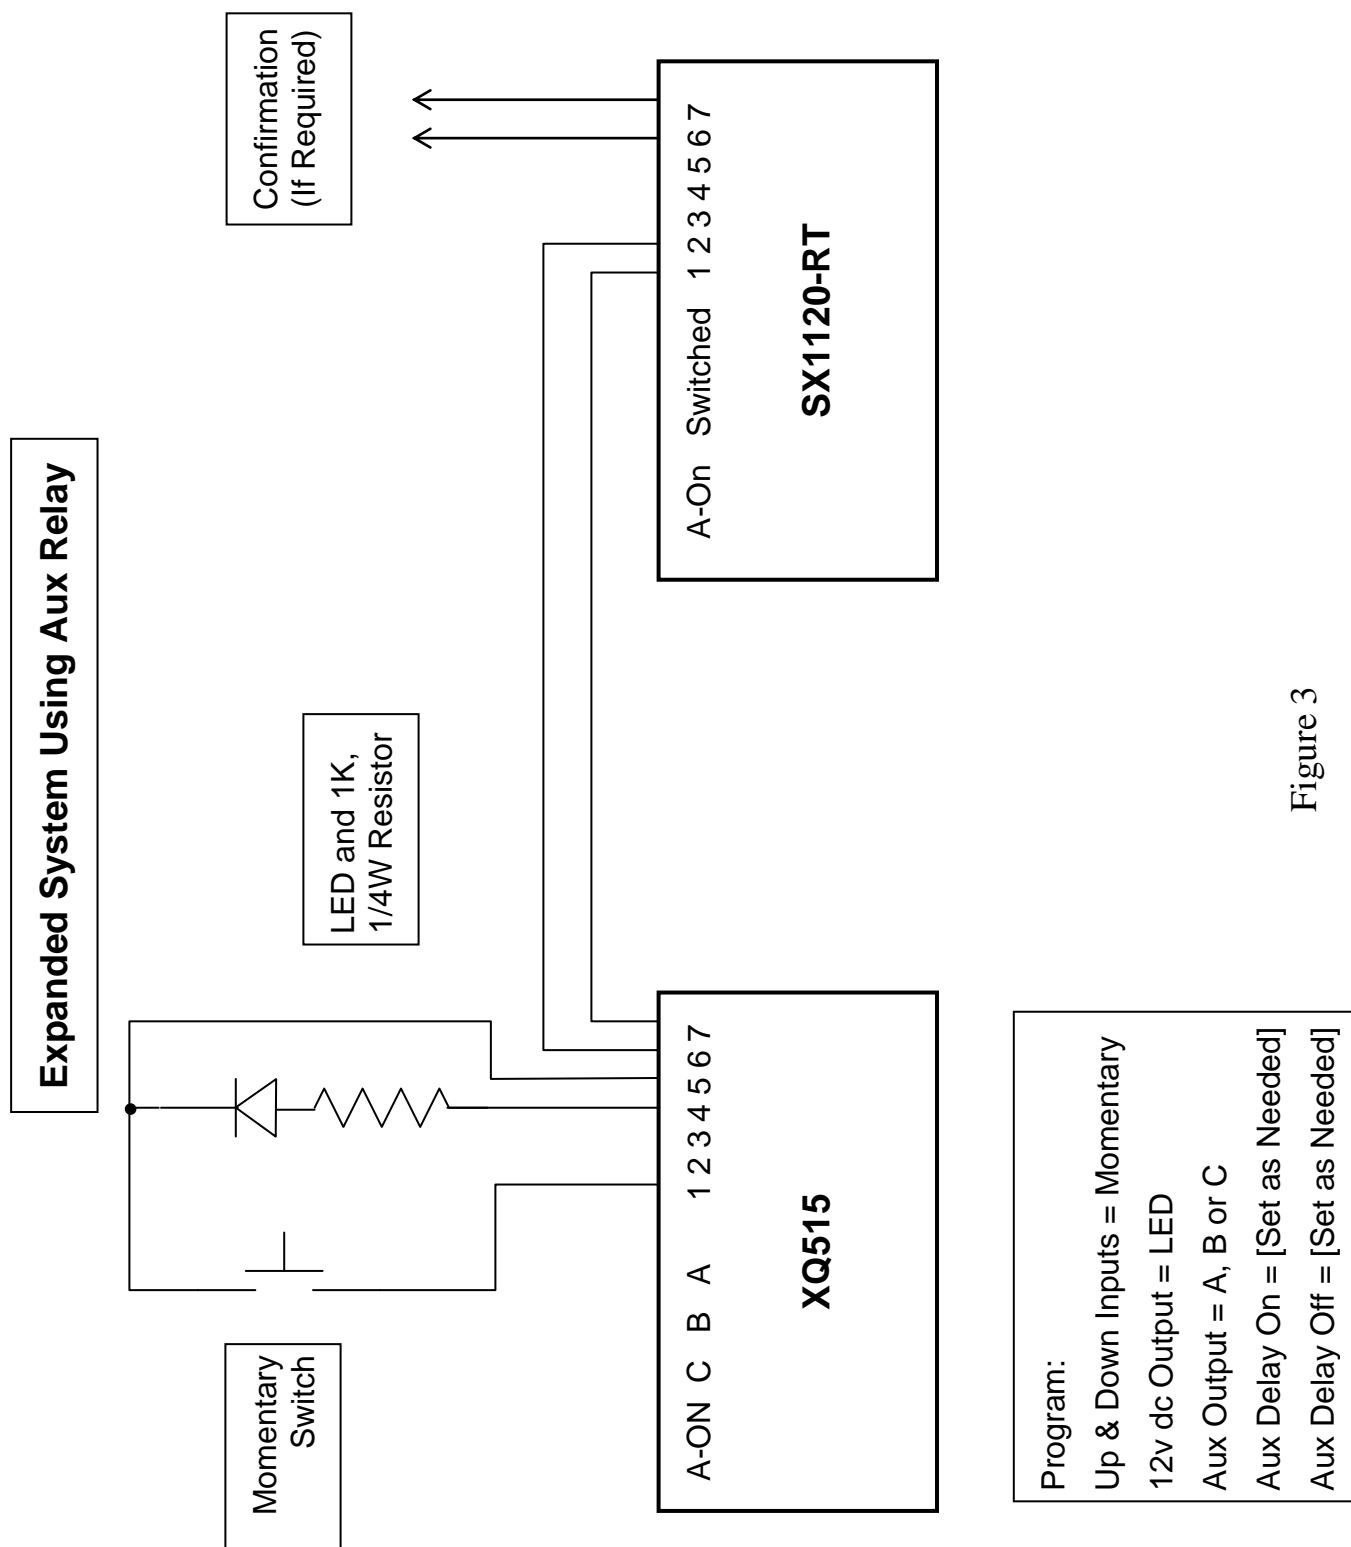 Expanded System Using Aux Relay
Momentary
Switch
LED and 1K,
1/4W Resistor
Confirmation
(If Required)
A-ON C B A 1 2 3 4 5 6 7
XQ515
A-On Switched 1 2 3 4 5 6 7
SX1120-RT
Program:
Up & Down Inputs = Momentary
12v dc Output = LED
Aux Output = A, B or C
Aux Delay On = [Set as Needed]
Aux Delay Off = [Set as Needed]
Figure 3